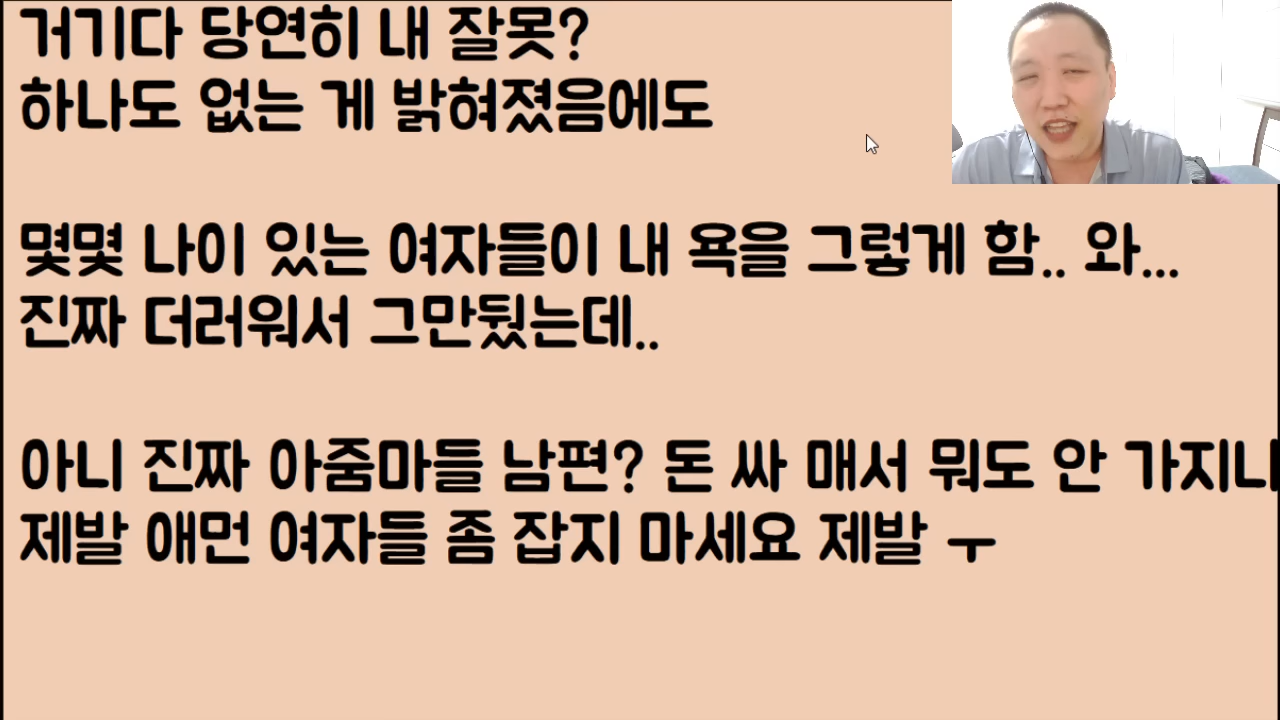 거기다 당연히 내 잘못?
하나도 없는 게 밝혀졌음에도
몇몇 나이 있는 여자들이 내 욕을 그렇게 함.. 와...
진짜 더러워서 그만뒀는데..
아니 진짜 아줌마들 남편? 돈 싸 매서 줘도 안 가지니
제발 애먼 여자들 좀 잡지 마세요 제발 ㅜ